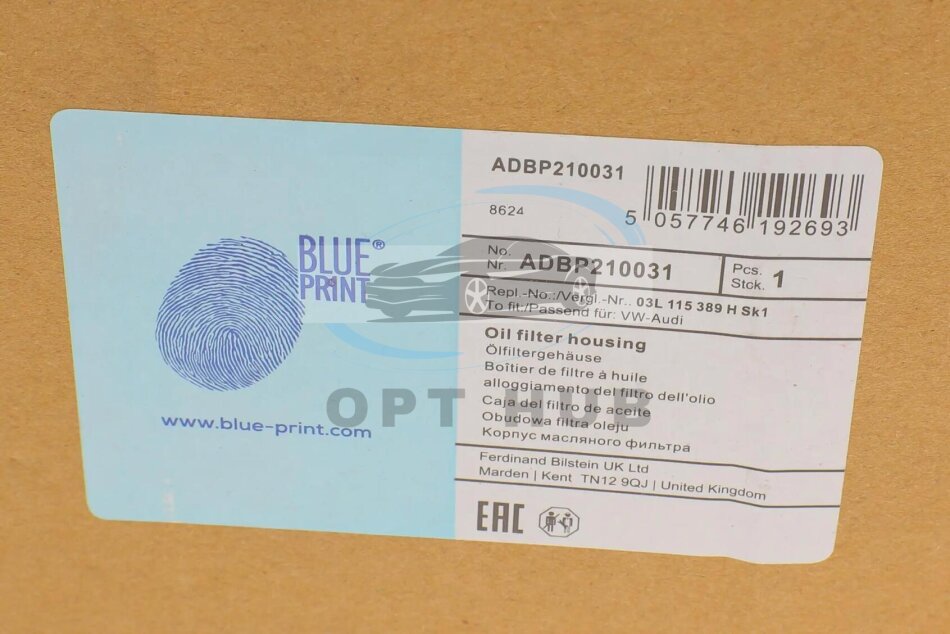 BLUE
PRINT®
www.blue-print.com
ADBP210031
8624
5 057746 192693
No.
Nr. ADBP210031
Pcs.
Stck. 1
Repl.-No.:/Vergl.-Nr.: 03L 115 389 H Sk1
To fit:/Passend für: VW-Audi
Oil filter housing
Ölfiltergehäuse
Boîtier de filtre à huile
alloggiamento del filtro dell'olio
Caja del filtro de aceite
Obudowa filtra oleju
Корпус масляного фильтра
Ferdinand Bilstein UK Ltd
Marden | Kent TN12 9QJ | United Kingdom
EAC
OPT HUB